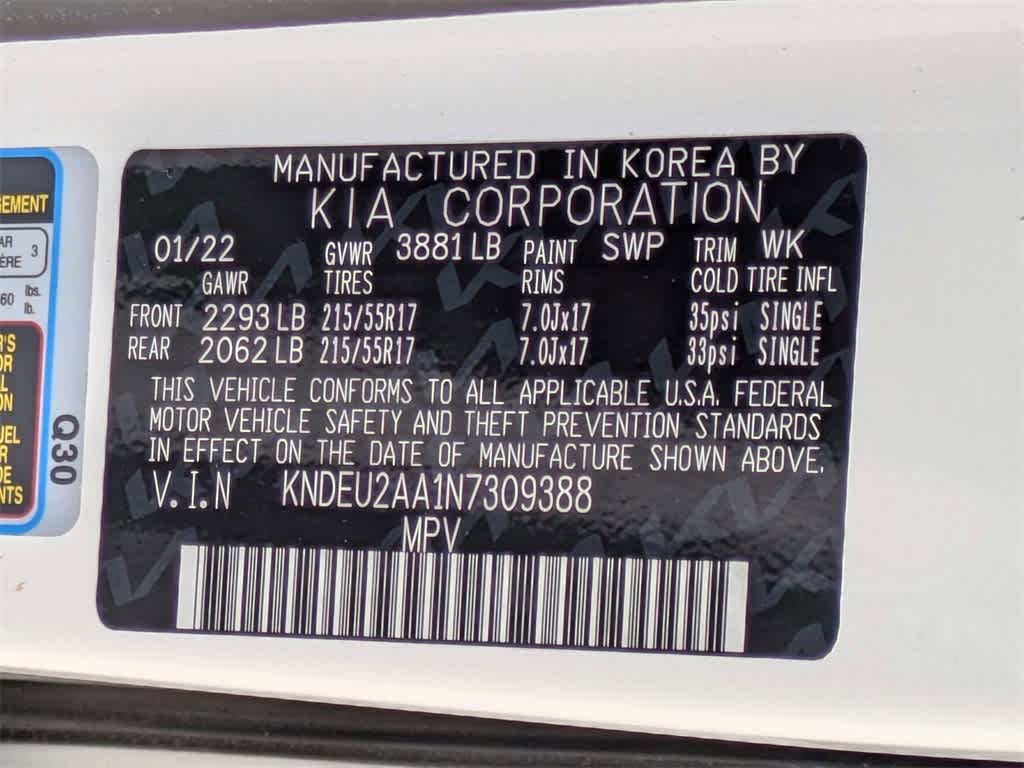 MANUFACTURED IN KOREA BY
KIA CORPORATION
01/22 GVWR 3881 LB PAINT SWP TRIM WK
GAWR TIRES RIMS COLD TIRE INFL
FRONT 2293 LB 215/55R17 7.0Jx17 35psi SINGLE
REAR 2062 LB 215/55R17 7.0Jx17 33psi SINGLE
THIS VEHICLE CONFORMS TO ALL APPLICABLE U.S.A. FEDERAL
MOTOR VEHICLE SAFETY AND THEFT PREVENTION STANDARDS
IN EFFECT ON THE DATE OF MANUFACTURE SHOWN ABOVE.
V.I.N KNDEU2AA1N7309388
MPV
3
lbs.
lb.
Q30